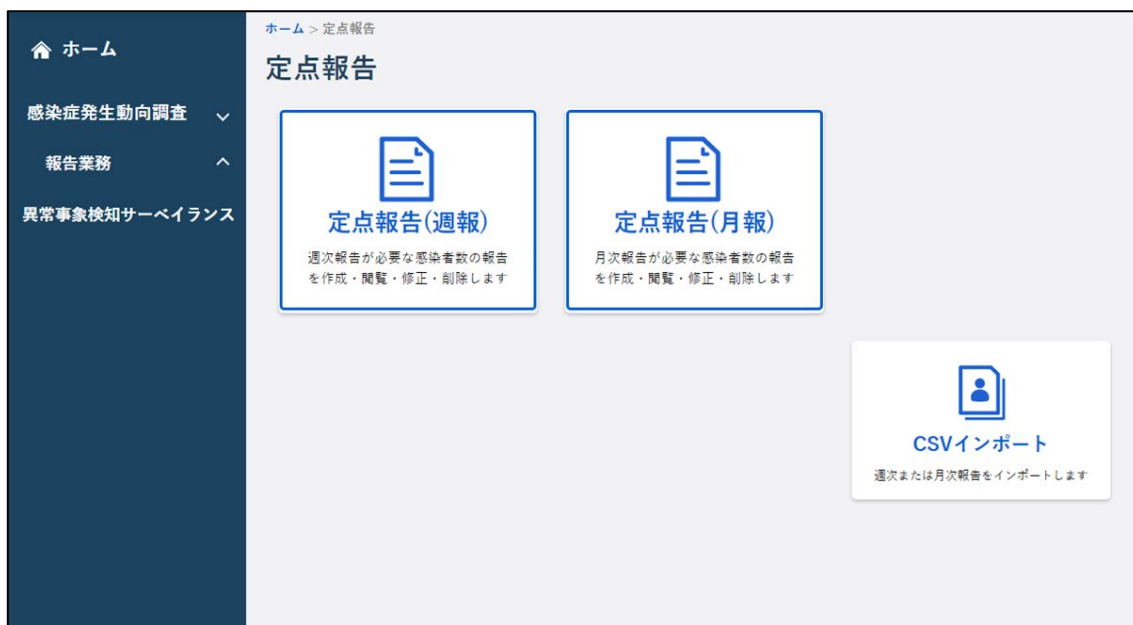 ホーム
感染症発生動向調査
報告業務
異常事象検知サーベイランス
ホーム > 定点報告
定点報告
定点報告(週報)
週次報告が必要な感染者数の報告
を作成・閲覧・修正・削除します
定点報告(月報)
月次報告が必要な感染者数の報告
を作成・閲覧・修正・削除します
CSVインポート
週次または月次報告をインポートします